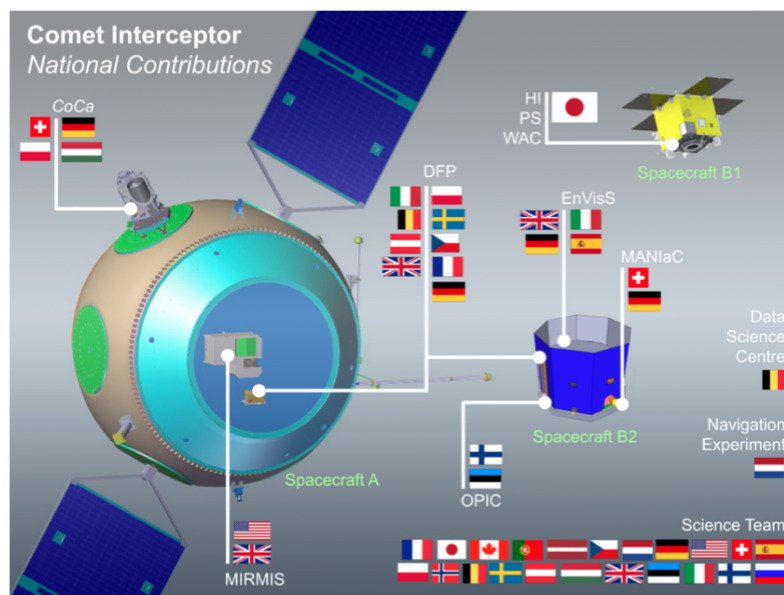 Comet Interceptor
National Contributions
CoCa
HI
PS
WAC
Spacecraft B1
DFP
EnVisS
MANIaC
Data
Science
Centre
Spacecraft B2
Navigation
Experiment
Spacecraft A
OPIC
Science Team
MIRMIS